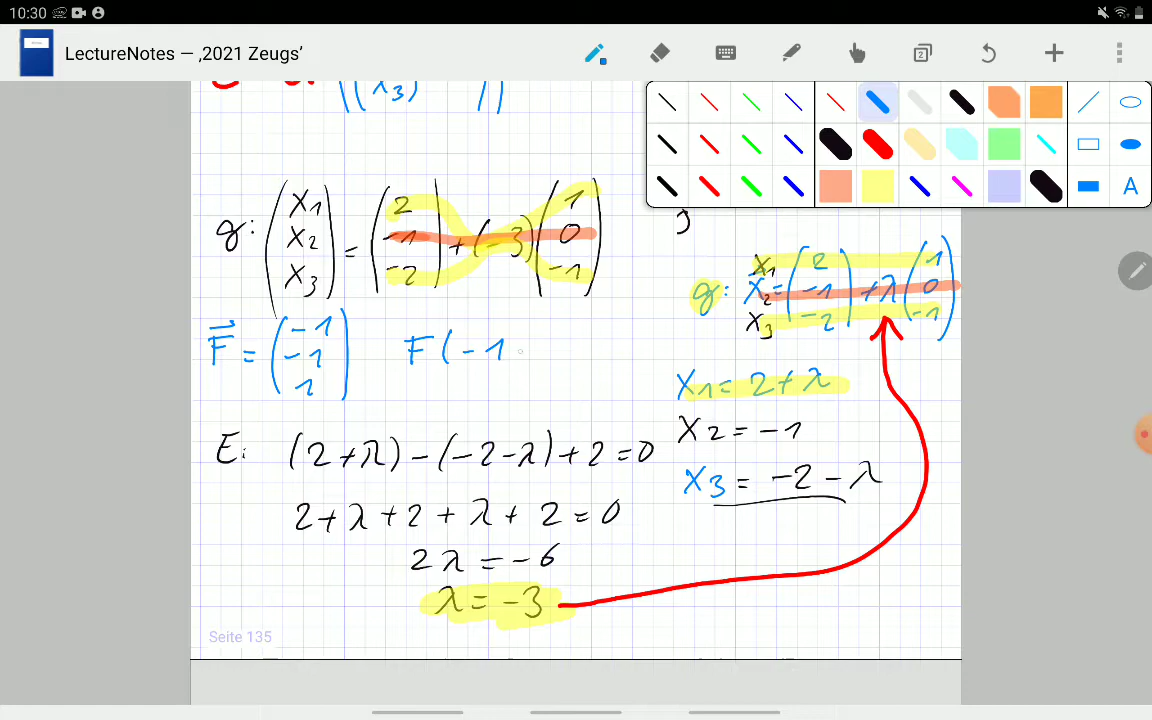 10:30
LectureNotes — ‚2021 Zeugs'
2
A
x3
g: (x1 x2 x3) = (2 -1 -2) + (-3) (1 0 -1)
g: x⃗ = (2 -1 -2) + λ (1 0 -1)
x1
x2
x3
F⃗ = (-1 -1 1) F(-1
x1 = 2 + λ
x2 = -1
x3 = -2 - λ
E: (2+λ) - (-2-λ) + 2 = 0
2 + λ + 2 + λ + 2 = 0
2λ = -6
λ = -3
Seite 135